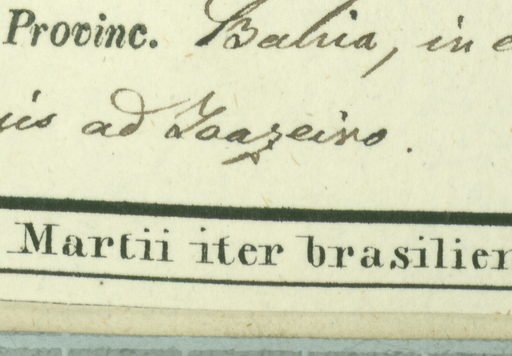 Provinc. Bahia, in
ad Joazeiro.
Martii iter brasilien